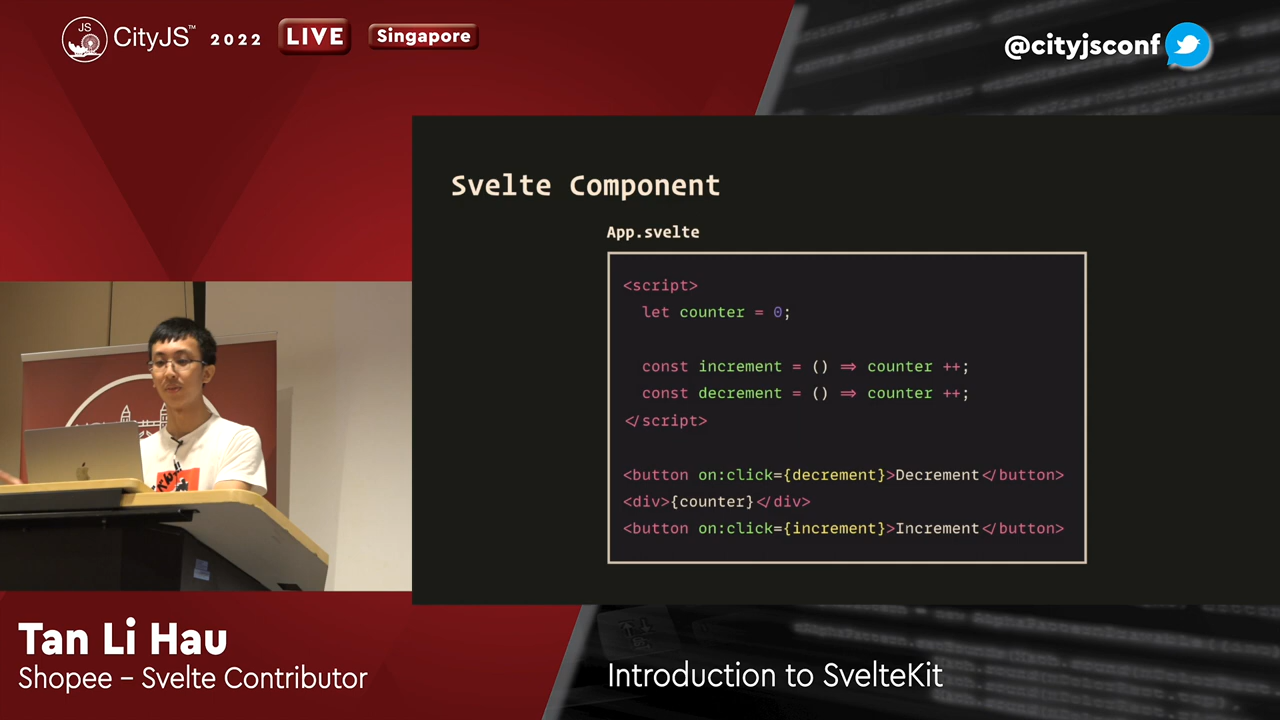 JS
CityJS™ 2022 LIVE Singapore
@cityjsconf
Svelte Component
App.svelte
<script>
let counter = 0;
const increment = () => counter ++;
const decrement = () => counter ++;
</script>
<button on:click={decrement}>Decrement</button>
<div>{counter}</div>
<button on:click={increment}>Increment</button>
Tan Li Hau
Shopee – Svelte Contributor
Introduction to SvelteKit